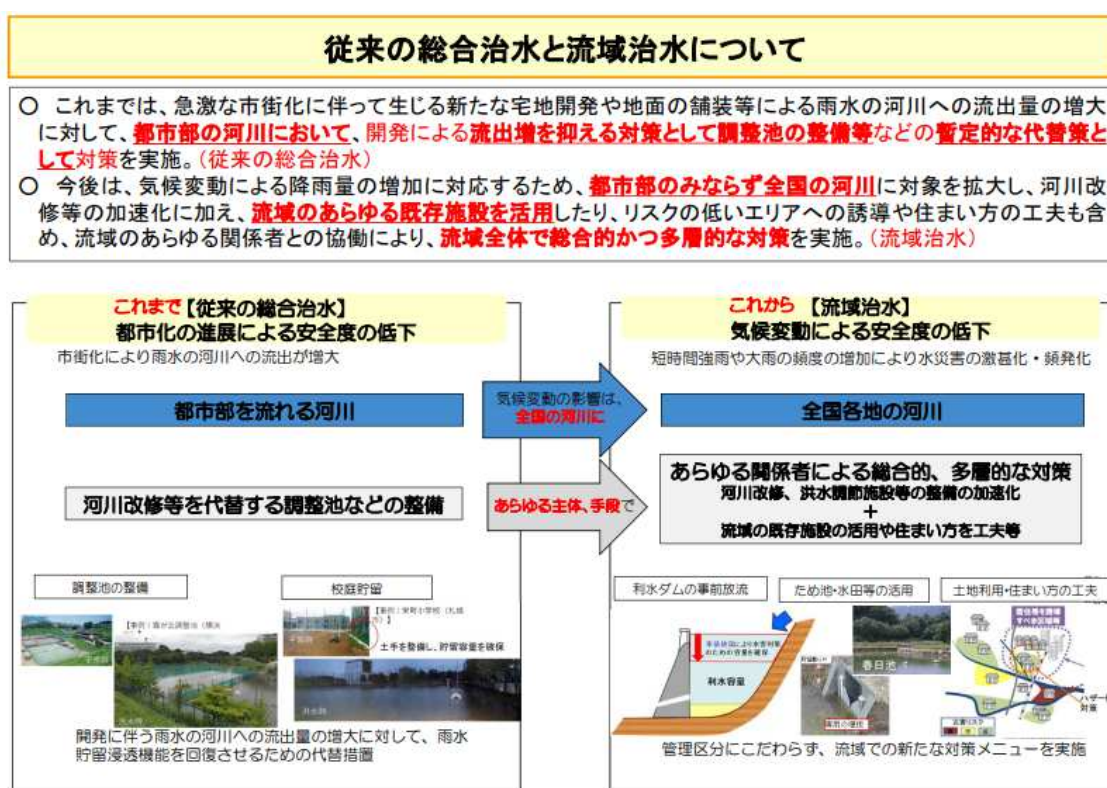 従来の総合治水と流域治水について
○ これまでは、急激な市街化に伴って生じる新たな宅地開発や地面の舗装等による雨水の河川への流出量の増大
に対して、都市部の河川において、開発による流出増を抑える対策として調整池の整備等などの暫定的な代替策と
して対策を実施。(従来の総合治水)
○ 今後は、気候変動による降雨量の増加に対応するため、都市部のみならず全国の河川に対象を拡大し、河川改
修等の加速化に加え、流域のあらゆる既存施設を活用したり、リスクの低いエリアへの誘導や住まい方の工夫も含
め、流域のあらゆる関係者との協働により、流域全体で総合的かつ多層的な対策を実施。(流域治水)
これまで【従来の総合治水】
都市化の進展による安全度の低下
市街化により雨水の河川への流出が増大
都市部を流れる河川
河川改修等を代替する調整池などの整備
調整池の整備
校庭貯留
土手を整備し、貯留容量を確保
開発に伴う雨水の河川への流出量の増大に対して、雨水
貯留浸透機能を回復させるための代替措置
気候変動の影響は、
全国の河川に
あらゆる主体、手段で
これから【流域治水】
気候変動による安全度の低下
短時間強雨や大雨の頻度の増加により水災害の激甚化・頻発化
全国各地の河川
あらゆる関係者による総合的、多層的な対策
河川改修、洪水調節施設等の整備の加速化
+
流域の既存施設の活用や住まい方を工夫等
利水ダムの事前放流
ため池・水田等の活用
土地利用・住まい方の工夫
のための容量を確保
利水容量
春日池
対策
管理区分にこだわらず、流域での新たな対策メニューを実施